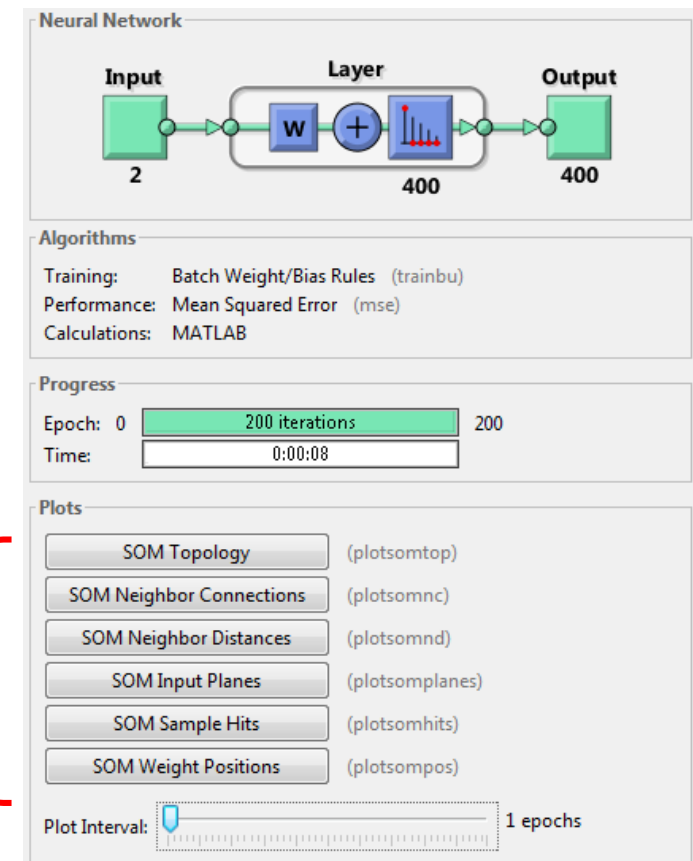 Neural Network
Input Layer Output
W +
2 400 400
Algorithms
Training: Batch Weight/Bias Rules (trainbu)
Performance: Mean Squared Error (mse)
Calculations: MATLAB
Progress
Epoch: 0 200 iterations 200
Time: 0:00:08
Plots
SOM Topology (plotsomtop)
SOM Neighbor Connections (plotsomnc)
SOM Neighbor Distances (plotsomnd)
SOM Input Planes (plotsomplanes)
SOM Sample Hits (plotsomhits)
SOM Weight Positions (plotsompos)
Plot Interval: 1 epochs